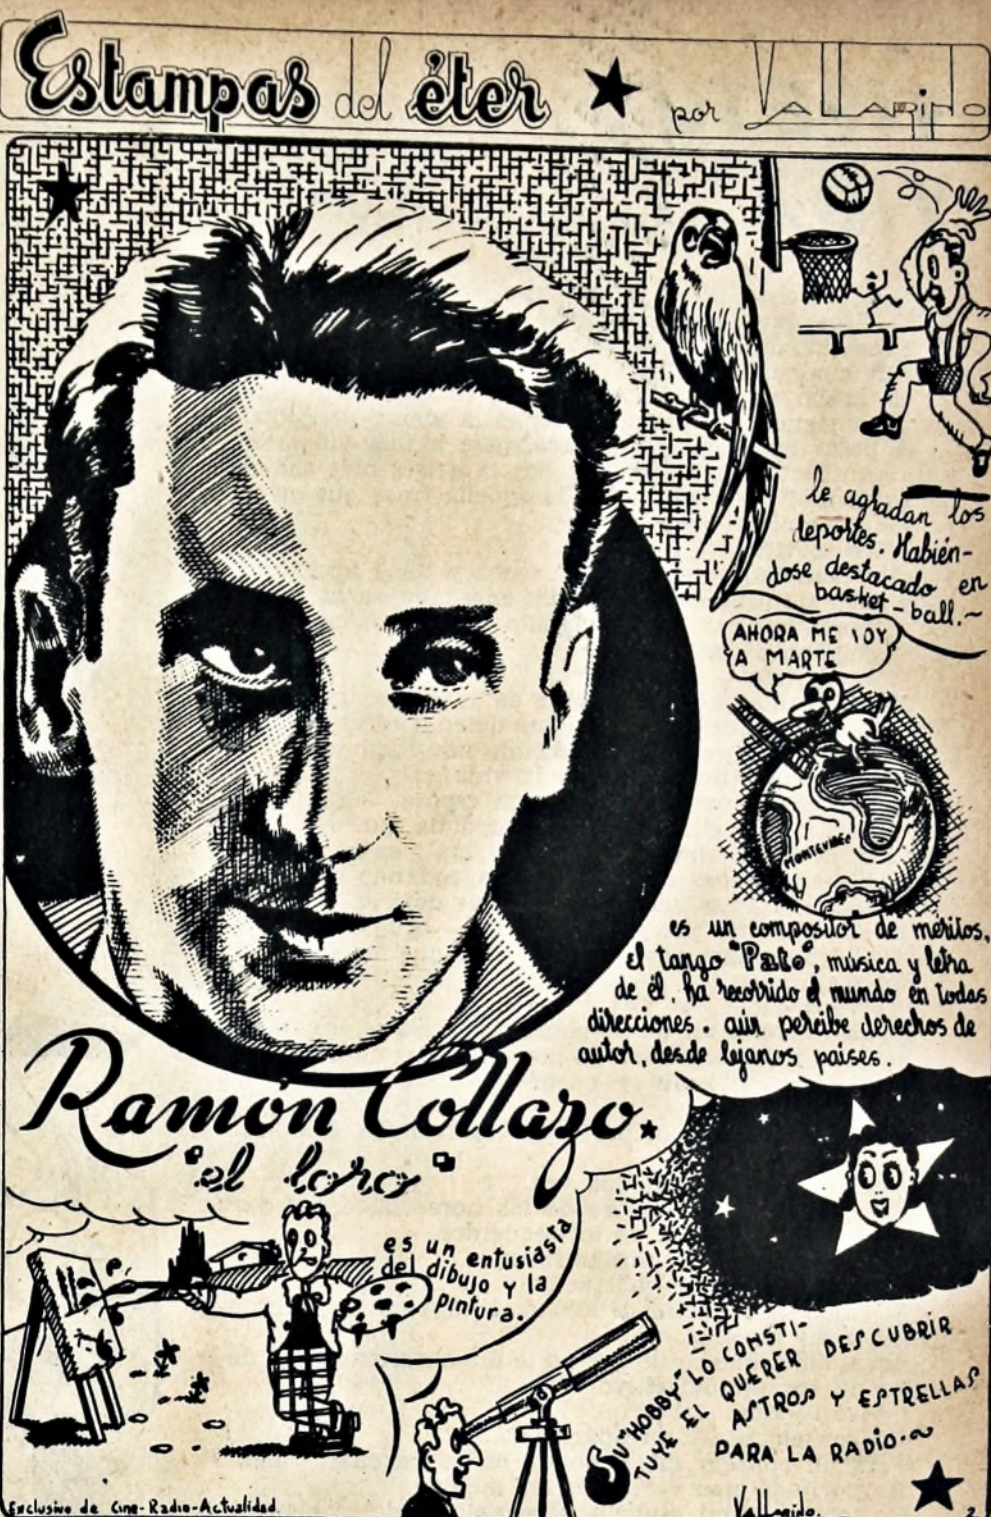 Estampas del éter ★ por Vallarino
le agradan los
deportes. Habién-
dose destacado en
basket-ball.~
AHORA ME VOY
A MARTE
MONTEVIDEO
es un compositor de méritos,
el tango "Pato", música y letra
de él, ha recorrido el mundo en todas
direcciones. aún percibe derechos de
autor, desde lejanos países.
Ramón Collazo.
"el loro"
es un entusiasta
del dibujo y la
pintura.
SU "HOBBY" LO CONSTI-
TUYE EL QUERER DESCUBRIR
ASTROS Y ESTRELLAS
PARA LA RADIO.~
Exclusivo de Cine-Radio-Actualidad.
Vallarino.
2